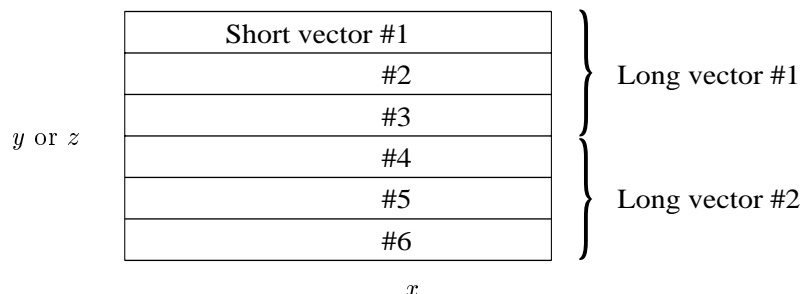 Short vector #1
#2
Long vector #1
#3
y or z
#4
#5
Long vector #2
#6
x